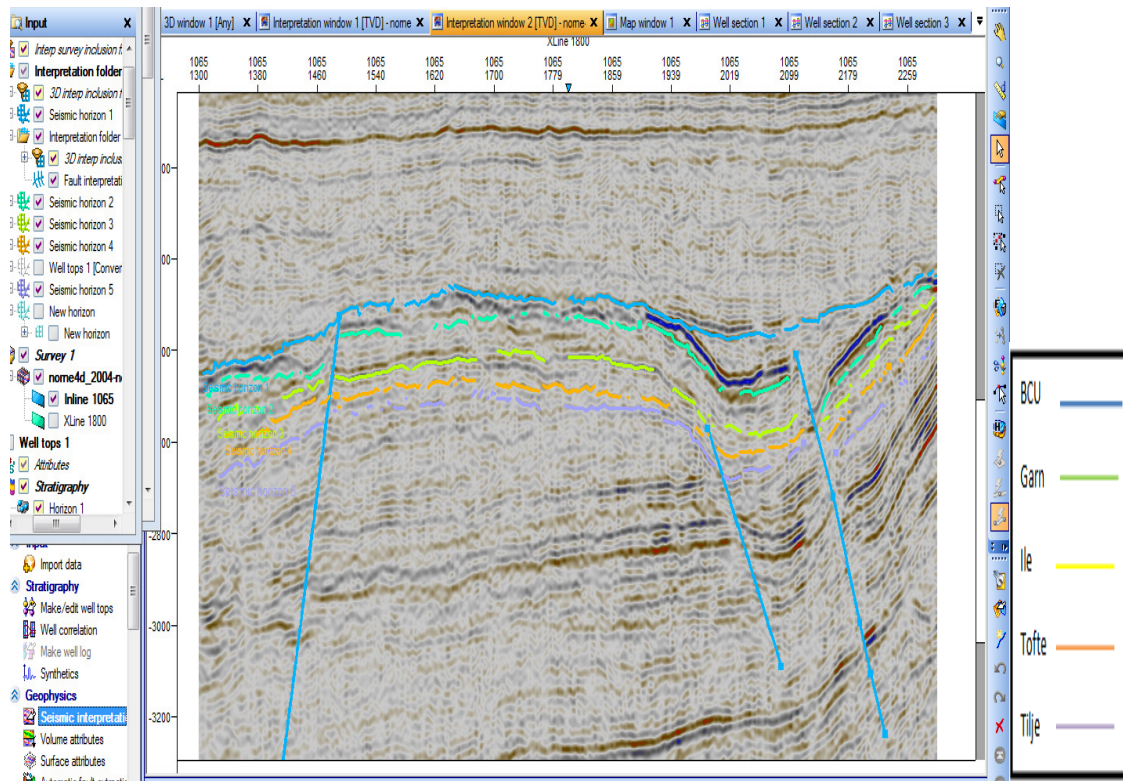 Input x
3D window 1 [Any] X
Interpretation window 1 [TVD] - nome X
Interpretation window 2 [TVD] - nome X
Map window 1 X
Well section 1 X
Well section 2 X
Well section 3 X
XLine 1800
1065 1065 1065 1065 1065 1065 1065 1065 1065 1065 1065 1065 1065
1300 1380 1460 1540 1620 1700 1779 1859 1939 2019 2099 2179 2259
Interp survey inclusion f
Interpretation folder
3D interp inclusion f
Seismic horizon 1
Interpretation folder
3D interp inclus
Fault interpretati
Seismic horizon 2
Seismic horizon 3
Seismic horizon 4
Well tops 1 [Conver
Seismic horizon 5
New horizon
New horizon
Survey 1
nome4d_2004-n
Inline 1065
XLine 1800
Well tops 1
Attributes
Stratigraphy
Horizon 1
Import data
Stratigraphy
Make/edit well tops
Well correlation
Make well log
Synthetics
Geophysics
Seismic interpretati
Volume attributes
Surface attributes
-2800
-3000
-3200
BCU
Garn
Ile
Tofte
Tilje